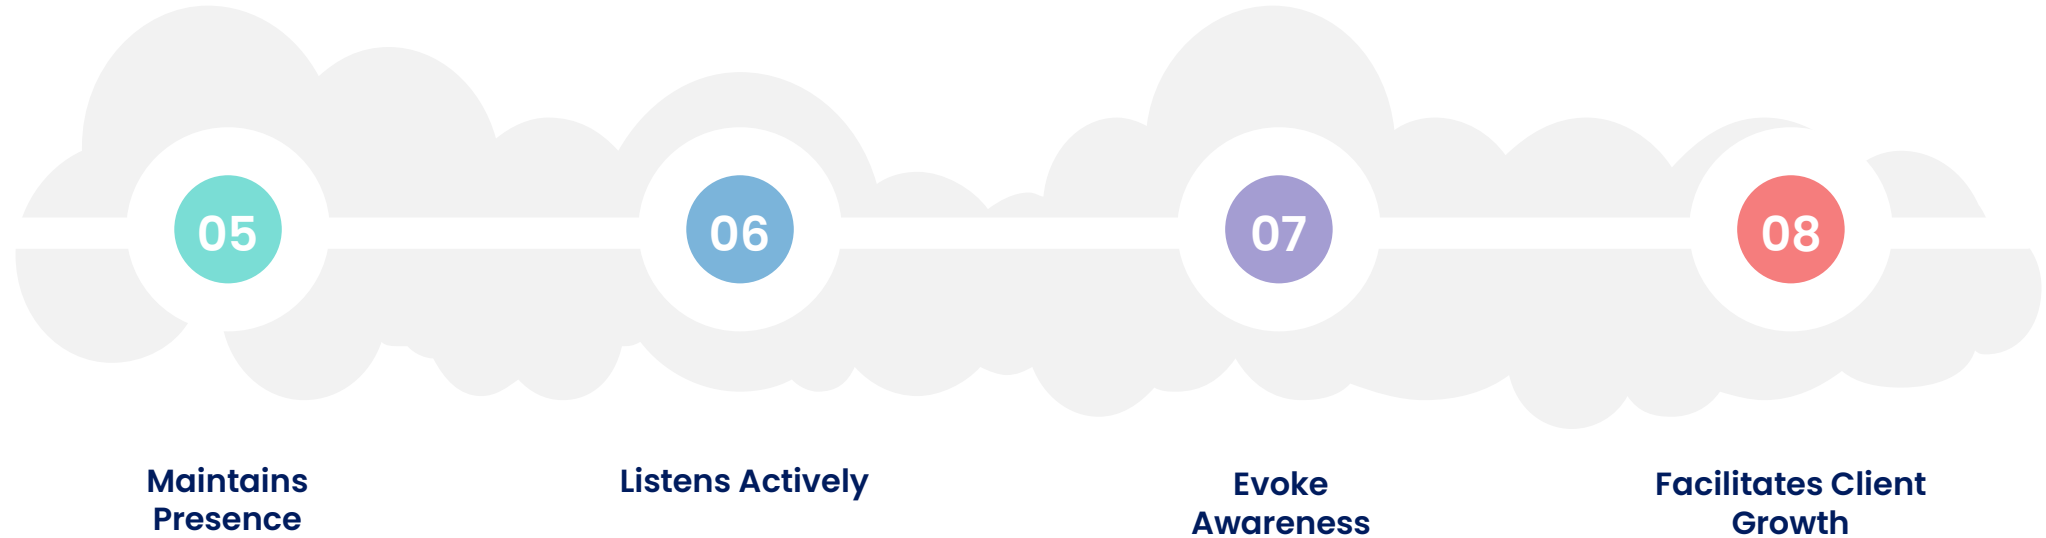 05
06
07
08
Maintains
Presence
Listens Actively
Evoke
Awareness
Facilitates Client
Growth